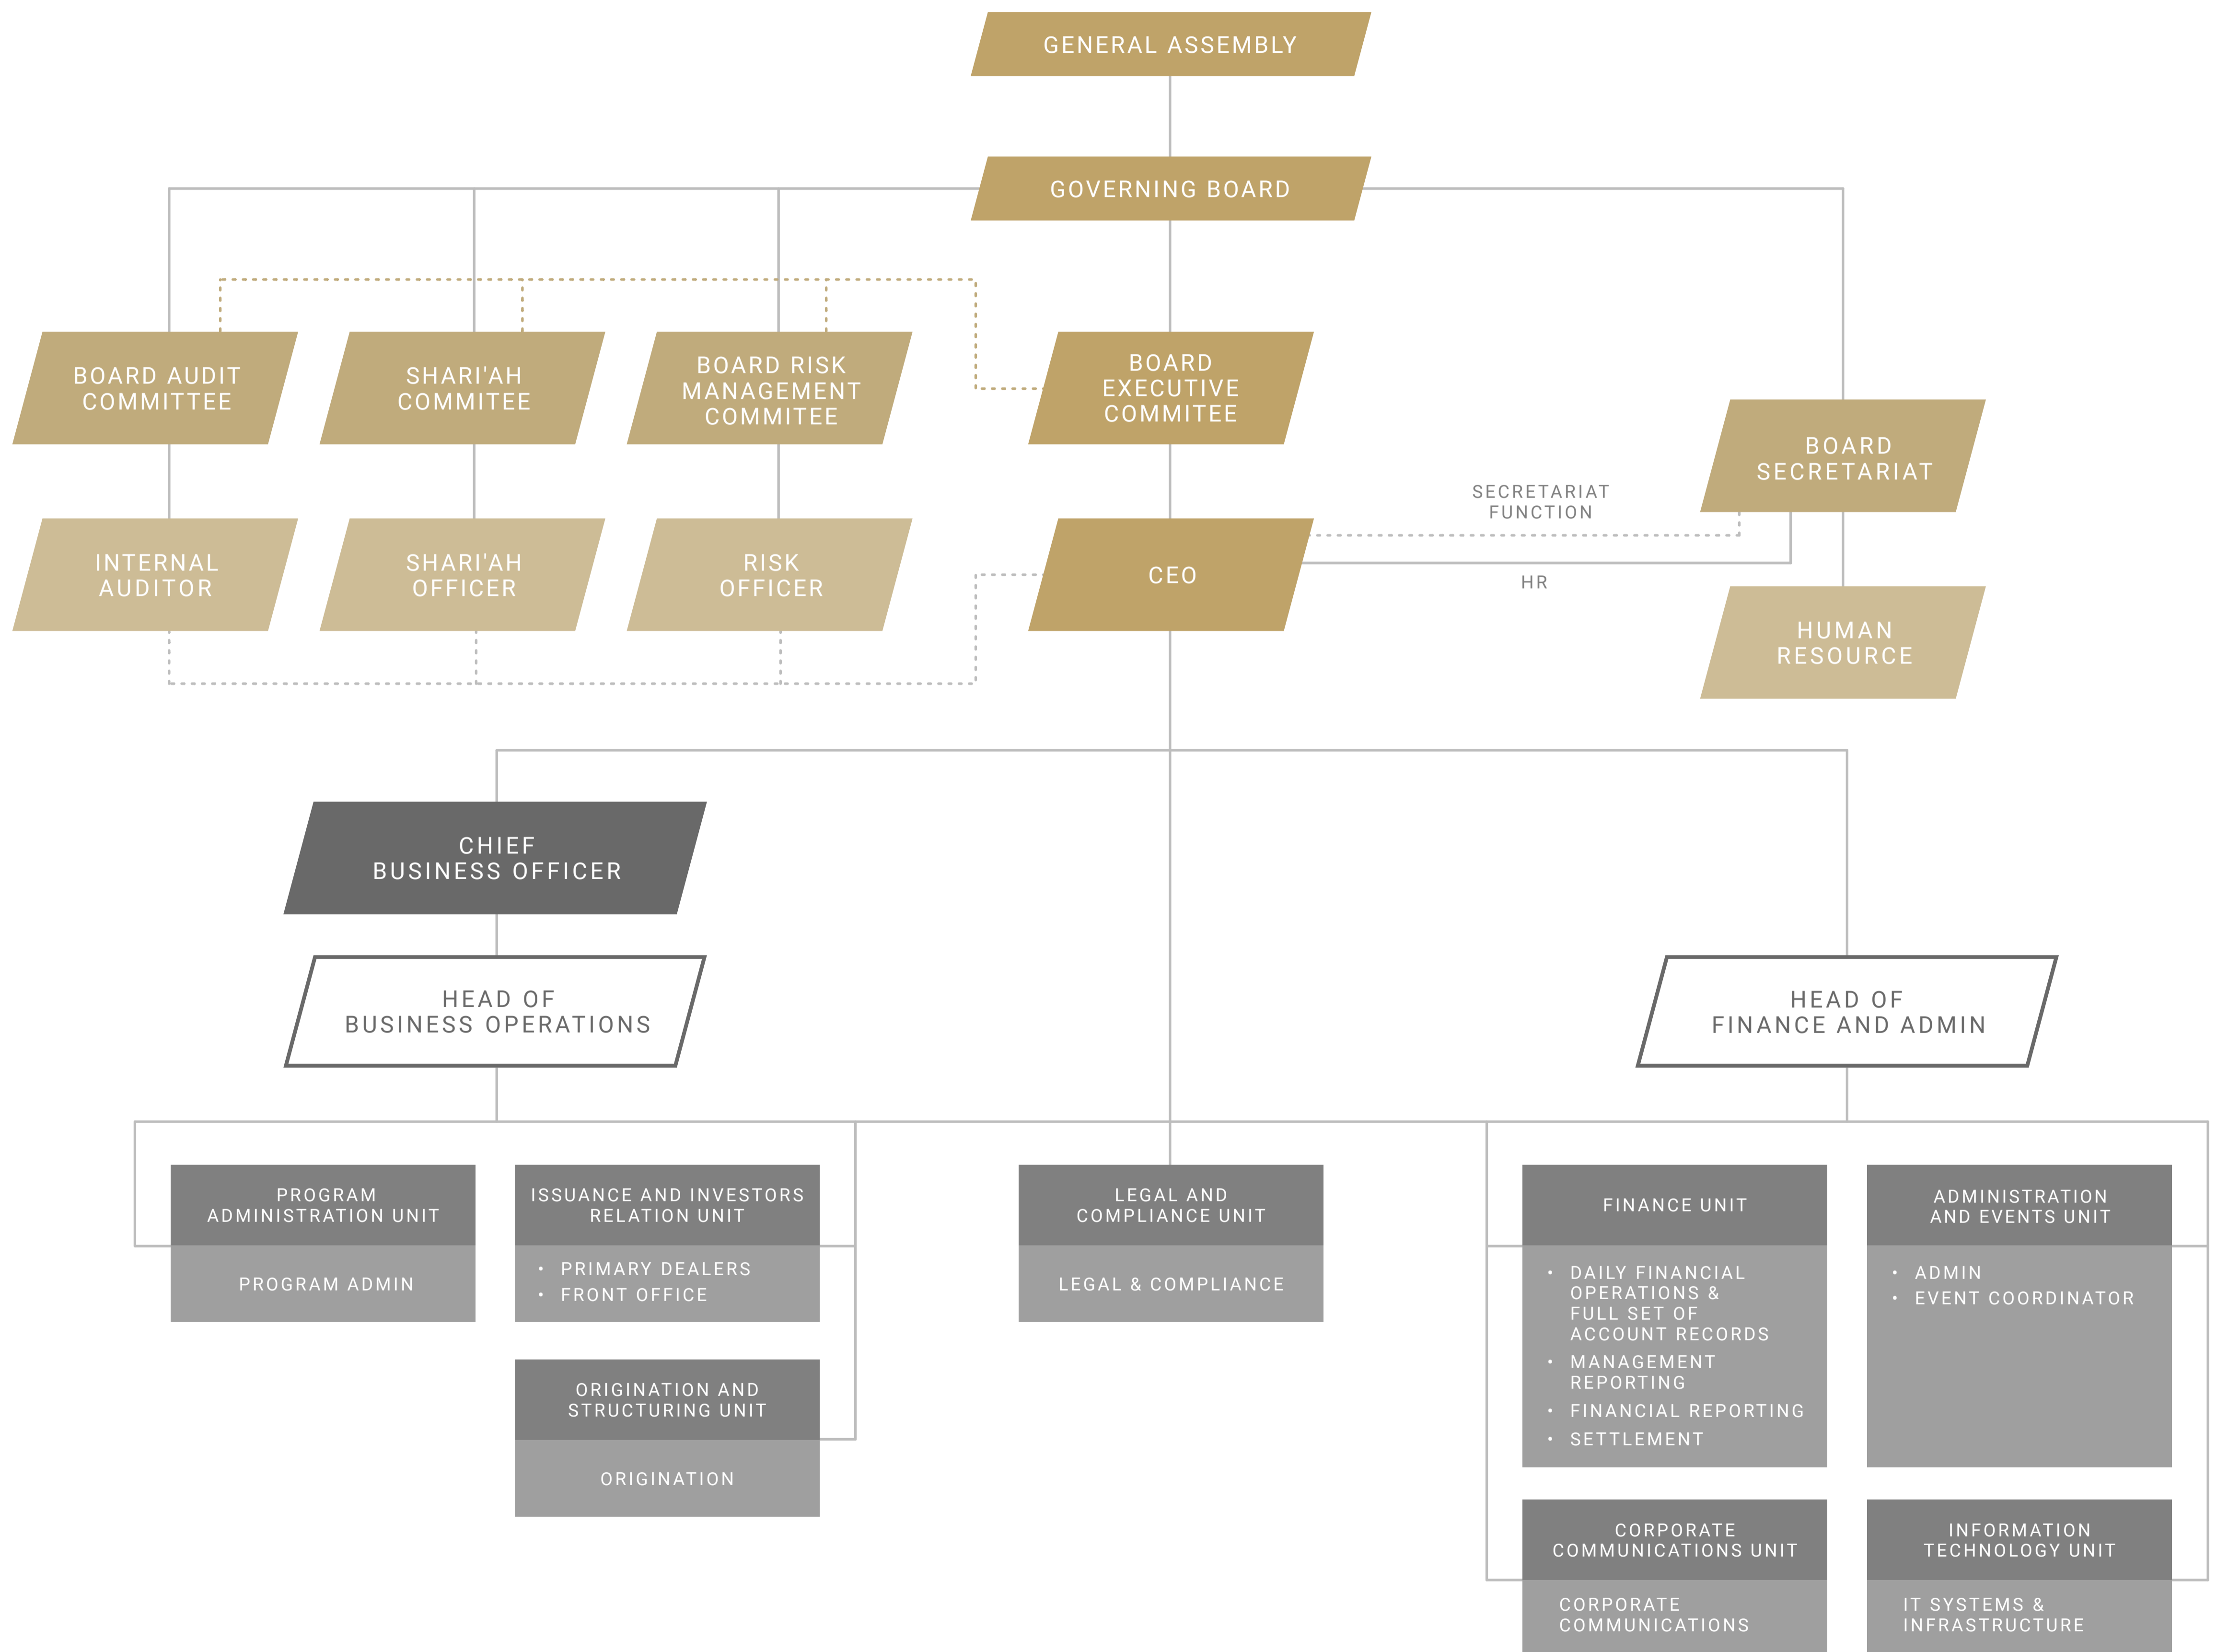 GENERAL ASSEMBLY
GOVERNING BOARD
BOARD AUDIT
COMMITTEE
SHARI'AH
COMMITEE
BOARD RISK
MANAGEMENT
COMMITEE
BOARD
EXECUTIVE
COMMITEE
BOARD
SECRETARIAT
SECRETARIAT
FUNCTION
INTERNAL
AUDITOR
SHARI'AH
OFFICER
RISK
OFFICER
CEO
HR
HUMAN
RESOURCE
CHIEF
BUSINESS OFFICER
HEAD OF
BUSINESS OPERATIONS
HEAD OF
FINANCE AND ADMIN
PROGRAM
ADMINISTRATION UNIT
PROGRAM ADMIN
ISSUANCE AND INVESTORS
RELATION UNIT
• PRIMARY DEALERS
• FRONT OFFICE
ORIGINATION AND
STRUCTURING UNIT
ORIGINATION
LEGAL AND
COMPLIANCE UNIT
LEGAL & COMPLIANCE
FINANCE UNIT
• DAILY FINANCIAL
OPERATIONS &
FULL SET OF
ACCOUNT RECORDS
• MANAGEMENT
REPORTING
• FINANCIAL REPORTING
• SETTLEMENT
ADMINISTRATION
AND EVENTS UNIT
• ADMIN
• EVENT COORDINATOR
CORPORATE
COMMUNICATIONS UNIT
CORPORATE
COMMUNICATIONS
INFORMATION
TECHNOLOGY UNIT
IT SYSTEMS &
INFRASTRUCTURE